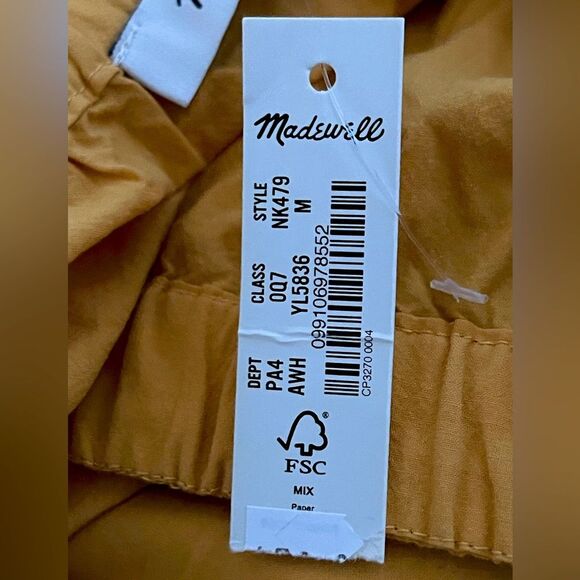 Madewell
DEPT CLASS STYLE
PA4 0Q7 NK479
AWH YL5836 M
099106978552
CP3270 0004
®
FSC
MIX
Paper